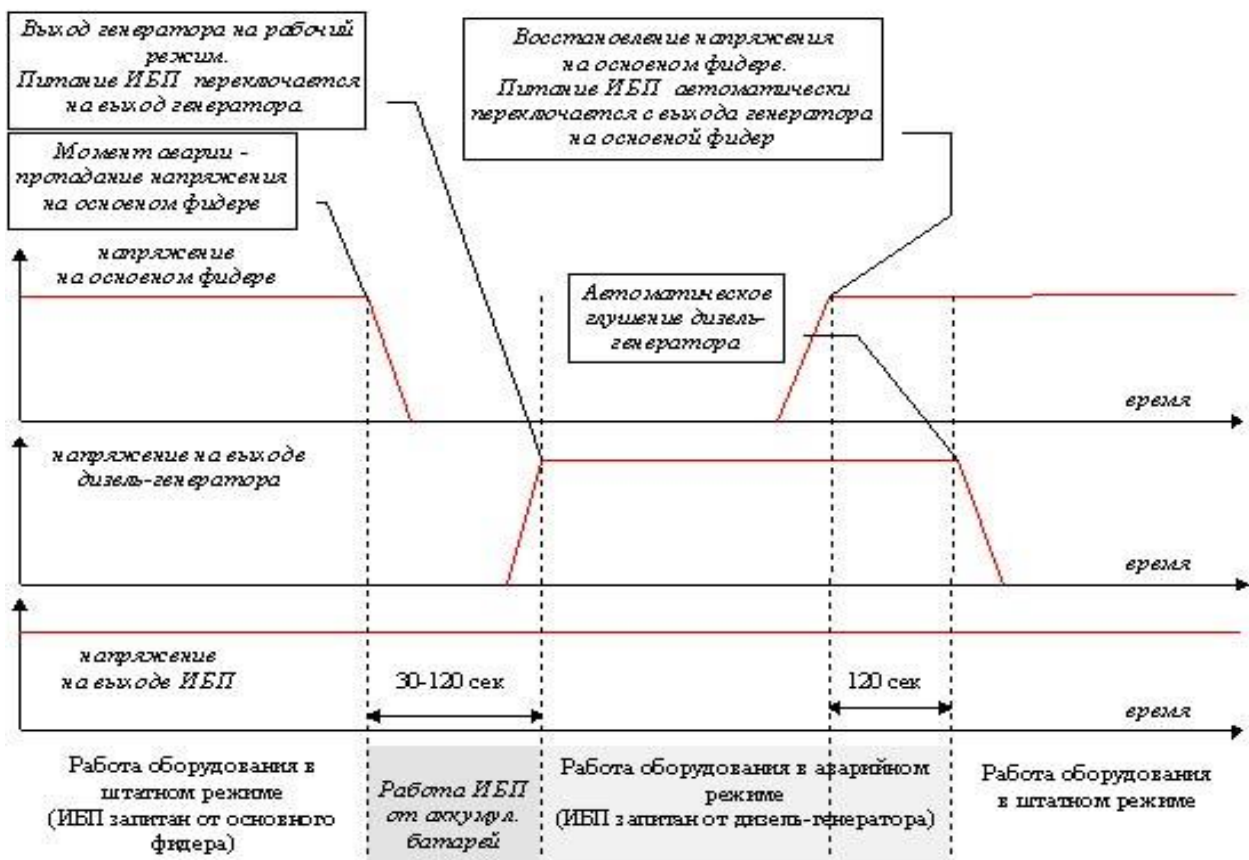 Выход генератора на рабочий
режим.
Питание ИБП переключается
на выход генератора
Восстановление напряжения
на основном фидере.
Питание ИБП автоматически
переключается с выхода генератора
на основной фидер
Момент аварии -
пропадание напряжения
на основном фидере
напряжение
на основном фидере
Автоматическое
глушение дизель-
генератора
время
напряжение на выходе
дизель-генератора
время
напряжение
на выходе ИБП
30-120 сек
120 сек
время
Работа оборудования в
штатном режиме
(ИБП запитан от основного
фидера)
Работа ИБП
от аккумул.
батарей
Работа оборудования в аварийном
режиме
(ИБП запитан от дизель-генератора)
Работа оборудования
в штатном режиме